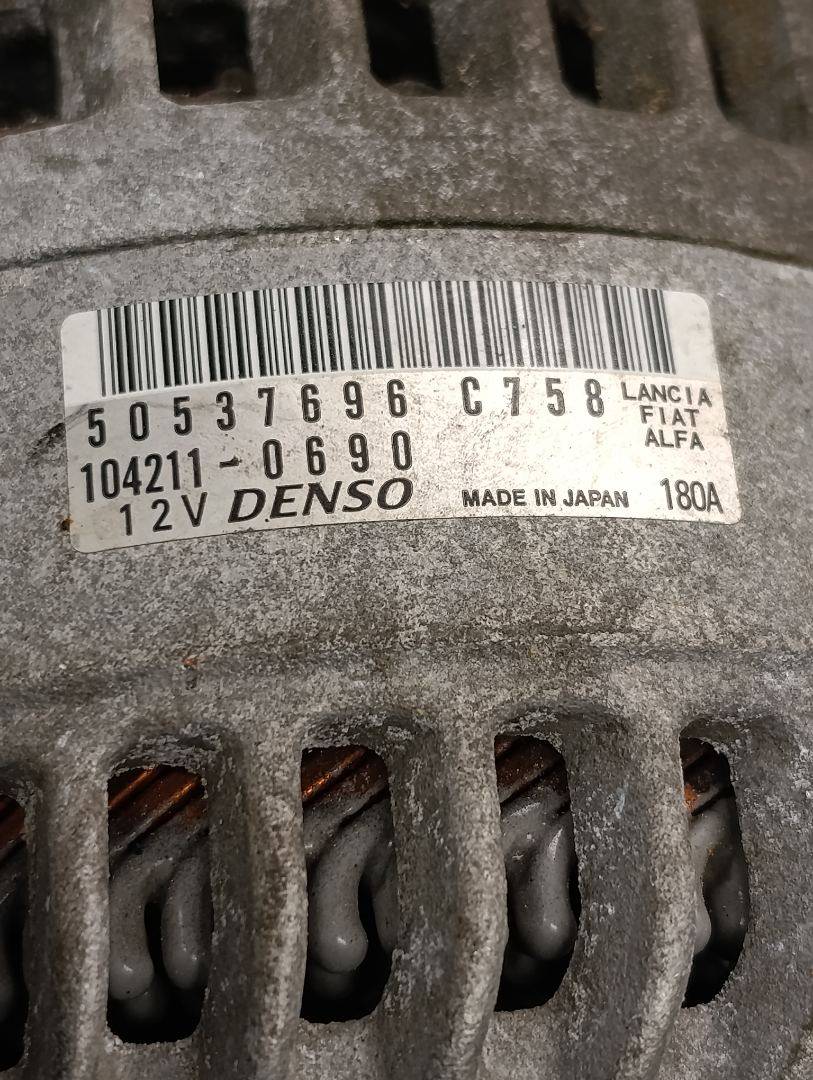 50537696 C758 LANCIA
FIAT
ALFA
104211-0690
12V DENSO MADE IN JAPAN 180A